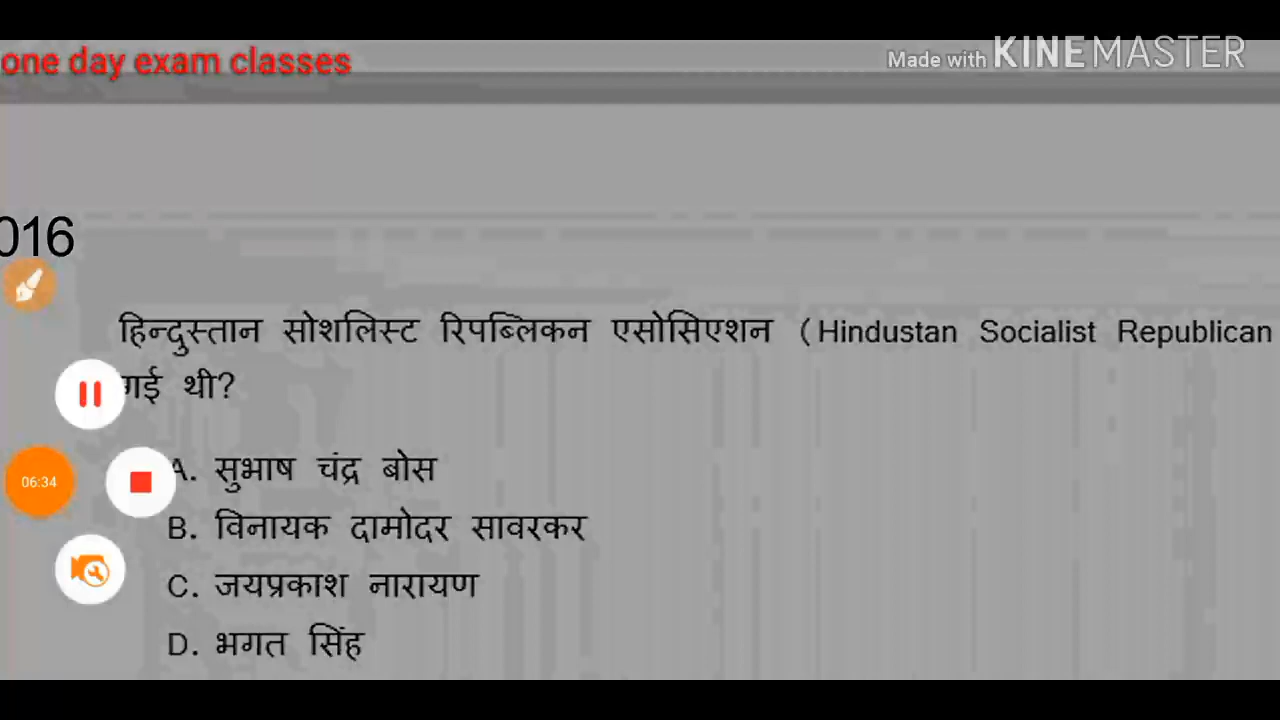 one day exam classes
Made with KINEMASTER
016
हिन्दुस्तान सोशलिस्ट रिपब्लिकन एसोसिएशन (Hindustan Socialist Republican
गई थी?
A. सुभाष चंद्र बोस
06:34
B. विनायक दामोदर सावरकर
C. जयप्रकाश नारायण
D. भगत सिंह